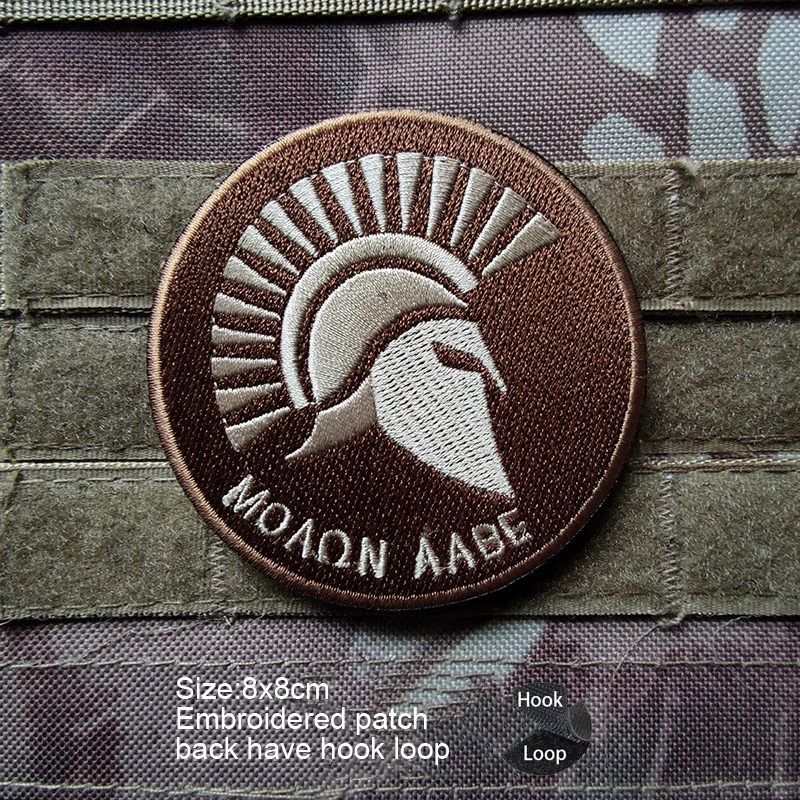 ΜΟΛΩΝ ΛΑΒΕ
Size:8x8cm
Embroidered patch
back have hook loop
Hook
Loop